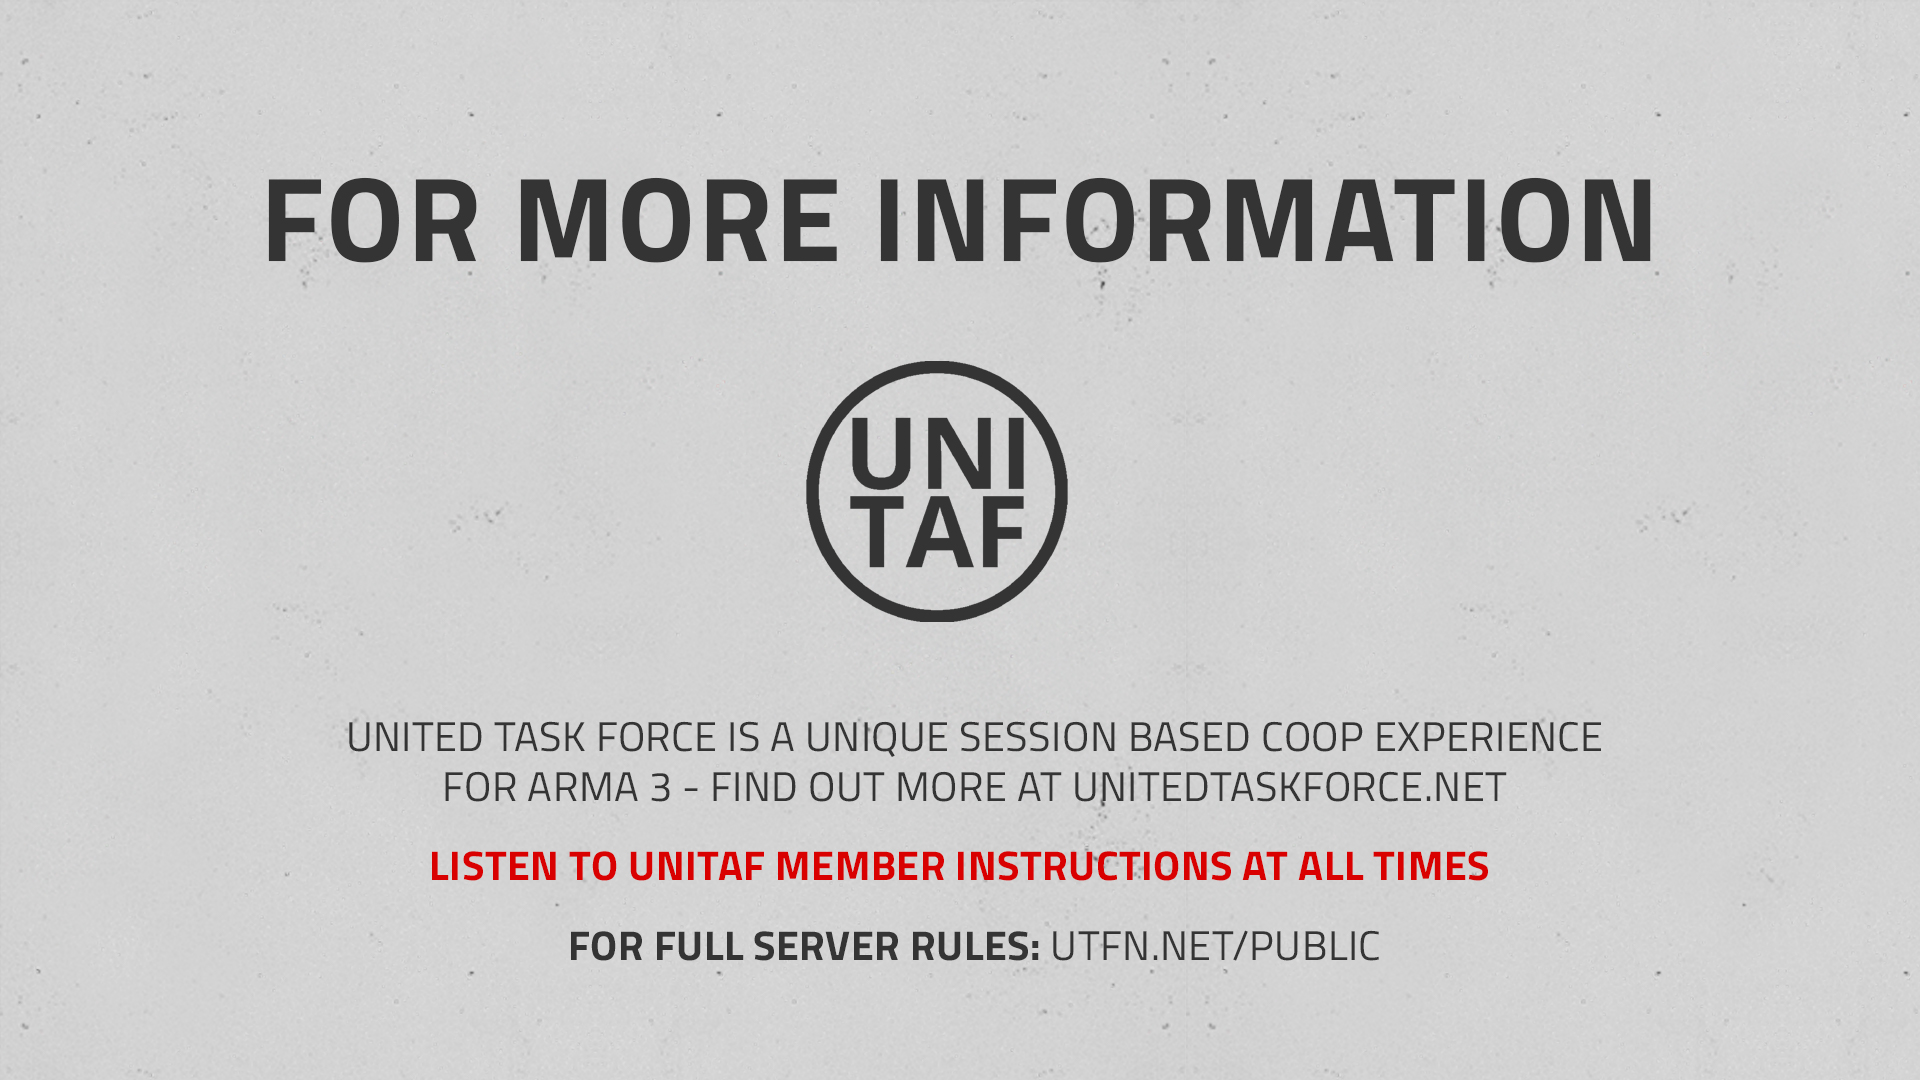 FOR MORE INFORMATION
UNI
TAF
UNITED TASK FORCE IS A UNIQUE SESSION BASED COOP EXPERIENCE
FOR ARMA 3 - FIND OUT MORE AT UNITEDTASKFORCE.NET
LISTEN TO UNITAF MEMBER INSTRUCTIONS AT ALL TIMES
FOR FULL SERVER RULES: UTFN.NET/PUBLIC